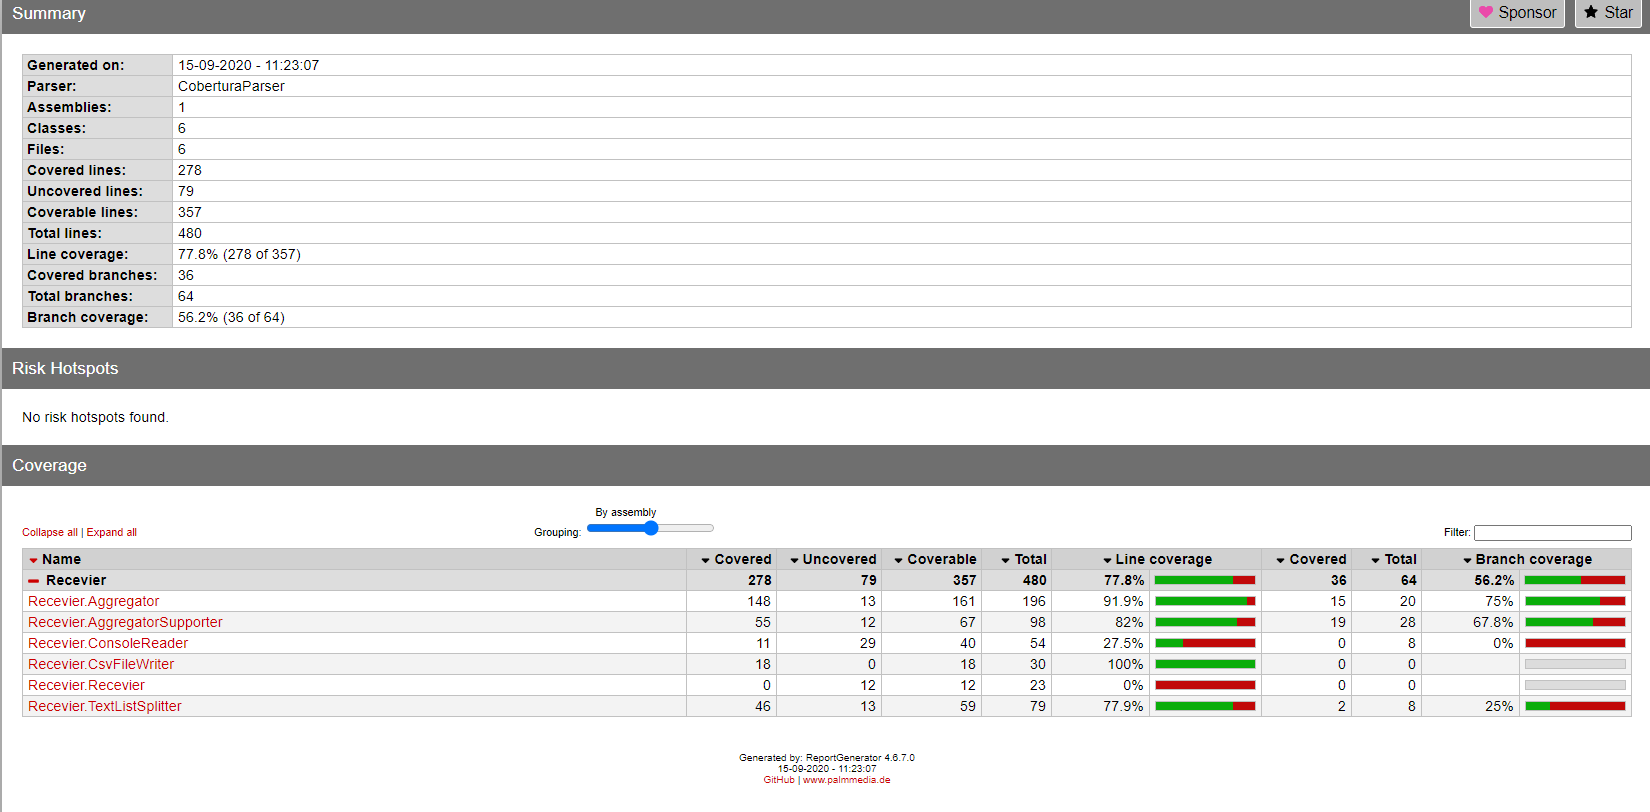 Summary
Sponsor
Star
Generated on: 15-09-2020 - 11:23:07
Parser: CoberturaParser
Assemblies: 1
Classes: 6
Files: 6
Covered lines: 278
Uncovered lines: 79
Coverable lines: 357
Total lines: 480
Line coverage: 77.8% (278 of 357)
Covered branches: 36
Total branches: 64
Branch coverage: 56.2% (36 of 64)
Risk Hotspots
No risk hotspots found.
Coverage
By assembly
Collapse all | Expand all Grouping: Filter:
Name Covered Uncovered Coverable Total Line coverage Covered Total Branch coverage
Recevier 278 79 357 480 77.8% 36 64 56.2%
Recevier.Aggregator 148 13 161 196 91.9% 15 20 75%
Recevier.AggregatorSupporter 55 12 67 98 82% 19 28 67.8%
Recevier.ConsoleReader 11 29 40 54 27.5% 0 8 0%
Recevier.CsvFileWriter 18 0 18 30 100% 0 0
Recevier.Recevier 0 12 12 23 0% 0 0
Recevier.TextListSplitter 46 13 59 79 77.9% 2 8 25%
Generated by: ReportGenerator 4.6.7.0
15-09-2020 - 11:23:07
GitHub | www.palmmedia.de